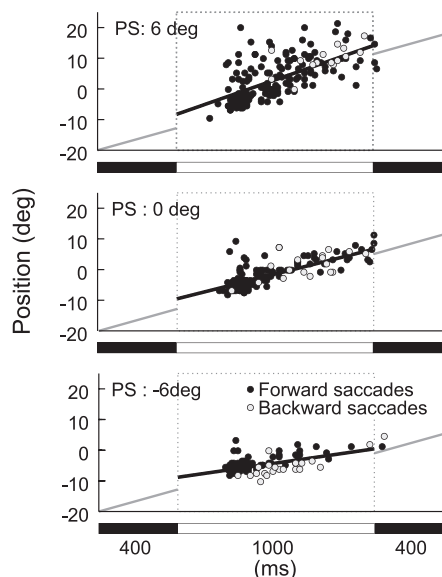 PS: 6 deg
20
10
0
-10
-20
PS : 0 deg
20
10
0
-10
-20
Position (deg)
PS : -6deg
Forward saccades
Backward saccades
20
10
0
-10
-20
400 1000 400
(ms)